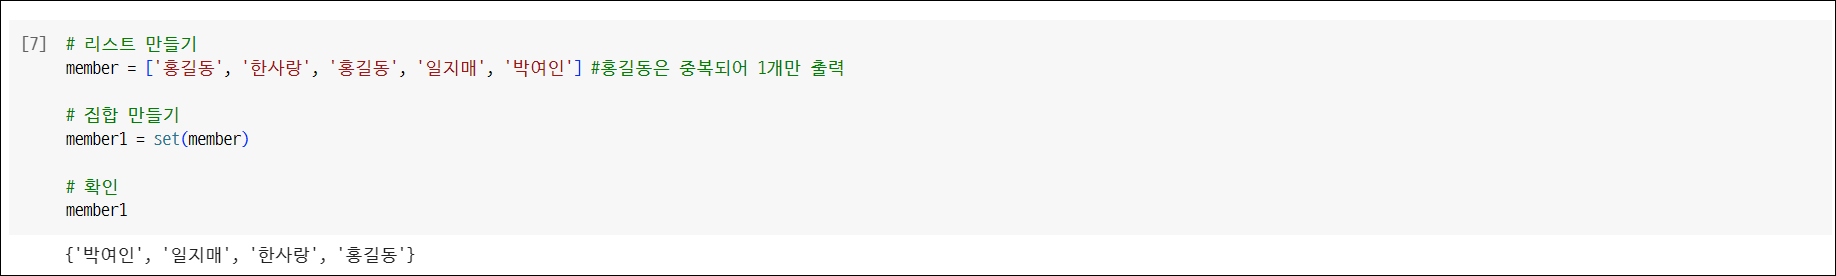 [7] # 리스트 만들기
member = ['홍길동', '한사랑', '홍길동', '일지매', '박여인'] #홍길동은 중복되어 1개만 출력
# 집합 만들기
member1 = set(member)
# 확인
member1
{'박여인', '일지매', '한사랑', '홍길동'}